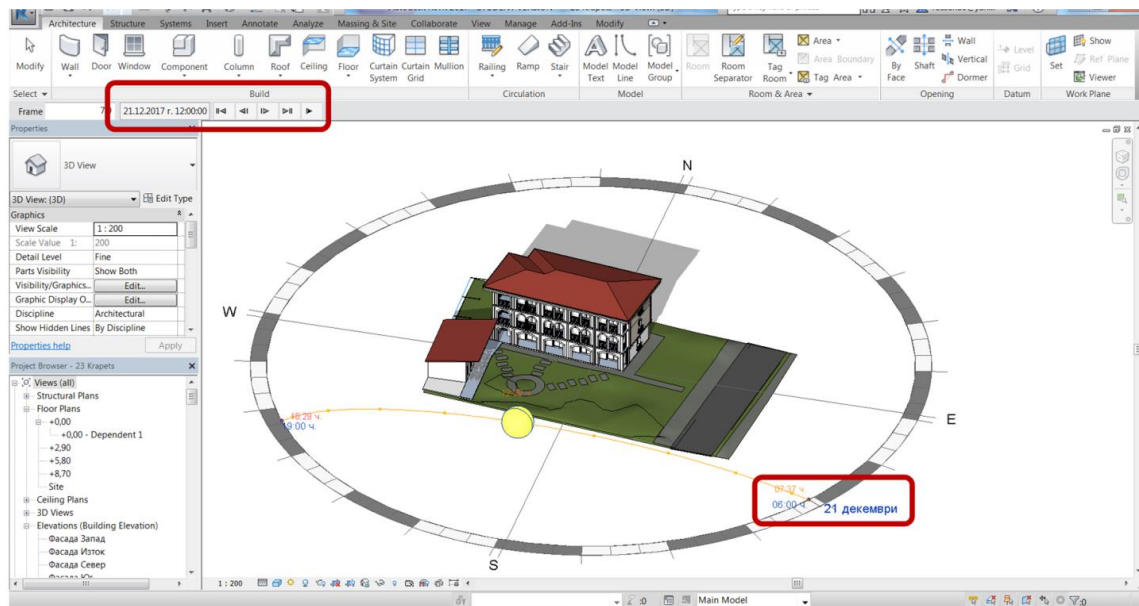 Architecture Structure Systems Insert Annotate Analyze Massing & Site Collaborate View Manage Add-Ins Modify
Modify Wall Door Window Component Column Roof Ceiling Floor Curtain System Curtain Grid Mullion Railing Ramp Stair Model Text Model Line Model Group Room Room Separator Tag Room Area Area Boundary Tag Area By Face Shaft Wall Vertical Dormer Level Grid Set Show Ref Plane Viewer
Select Build Circulation Model Room & Area Opening Datum Work Plane
Frame 21.12.2017 г. 12:00:00
Properties
3D View
3D View: {3D} Edit Type
Graphics
View Scale 1 : 200
Scale Value 1: 200
Detail Level Fine
Parts Visibility Show Both
Visibility/Graphics... Edit...
Graphic Display O... Edit...
Discipline Architectural
Show Hidden Lines By Discipline
Properties help Apply
Project Browser - 23 Krapets
Views (all)
Structural Plans
Floor Plans
+0,00
+0,00 - Dependent 1
+2,90
+5,80
+8,70
Site
Ceiling Plans
3D Views
Elevations (Building Elevation)
Фасада Запад
Фасада Изток
Фасада Север
Фасада Юг
N
W
E
S
16:29 ч.
19:00 ч.
07:37 ч.
06:00 ч.
21 декември
1 : 200
:0 Main Model :0